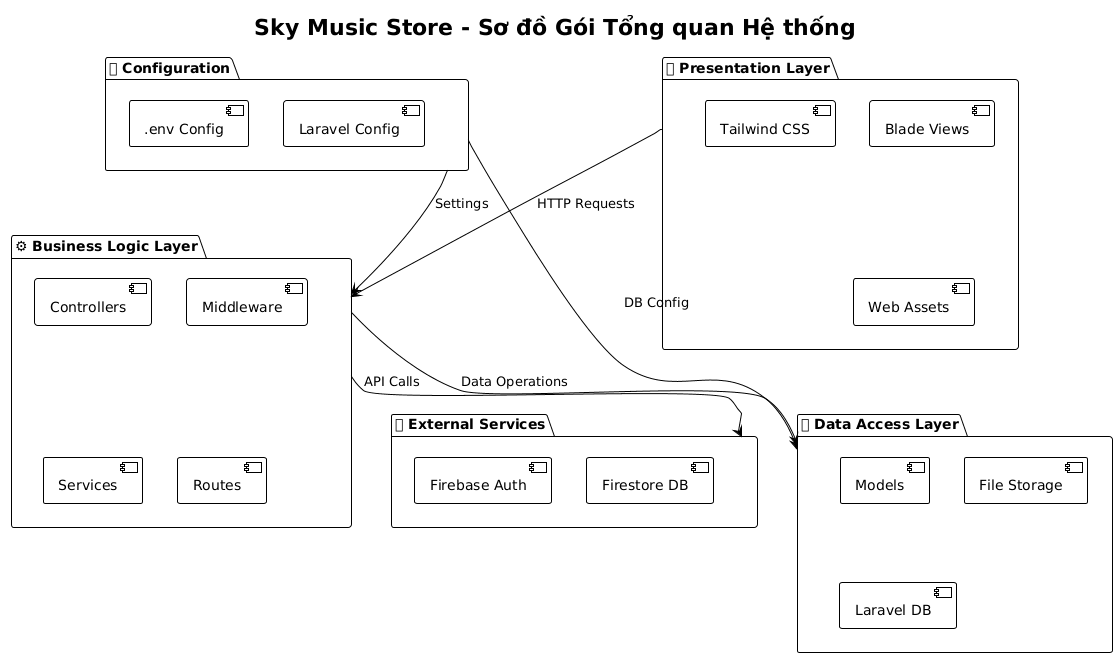 Sky Music Store - Sơ đồ Gói Tổng quan Hệ thống
Configuration
.env Config
Laravel Config
Presentation Layer
Tailwind CSS
Blade Views
Web Assets
Settings
HTTP Requests
DB Config
⚙ Business Logic Layer
Controllers
Middleware
Services
Routes
API Calls
Data Operations
External Services
Firebase Auth
Firestore DB
Data Access Layer
Models
File Storage
Laravel DB